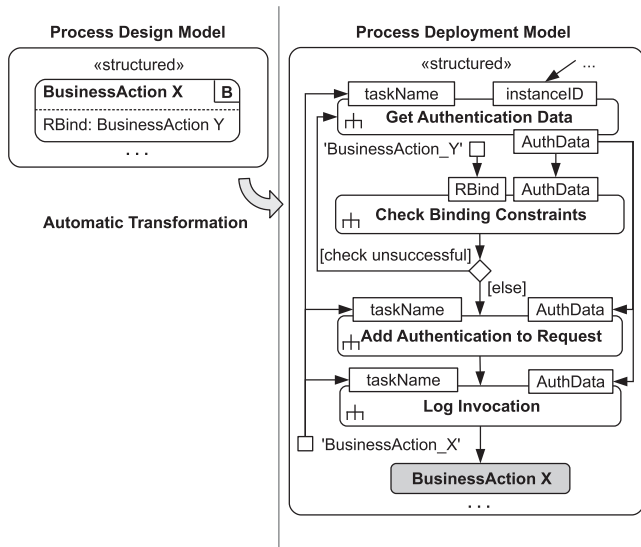 Process Design Model
«structured»
BusinessAction X
B
RBind: BusinessAction Y
. . .
Automatic Transformation
Process Deployment Model
«structured»
...
taskName
instanceID
Get Authentication Data
'BusinessAction_Y'
AuthData
RBind
AuthData
Check Binding Constraints
[check unsuccessful]
[else]
taskName
AuthData
Add Authentication to Request
taskName
AuthData
Log Invocation
'BusinessAction_X'
BusinessAction X
. . .